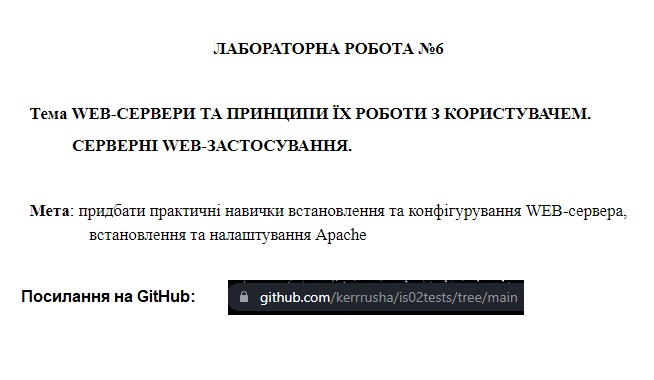 ЛАБОРАТОРНА РОБОТА №6
Тема WEB-СЕРВЕРИ ТА ПРИНЦИПИ ЇХ РОБОТИ З КОРИСТУВАЧЕМ.
СЕРВЕРНІ WEB-ЗАСТОСУВАННЯ.
Мета: придбати практичні навички встановлення та конфігурування WEB-сервера,
встановлення та налаштування Apache
Посилання на GitHub: github.com/kerrrusha/is02tests/tree/main